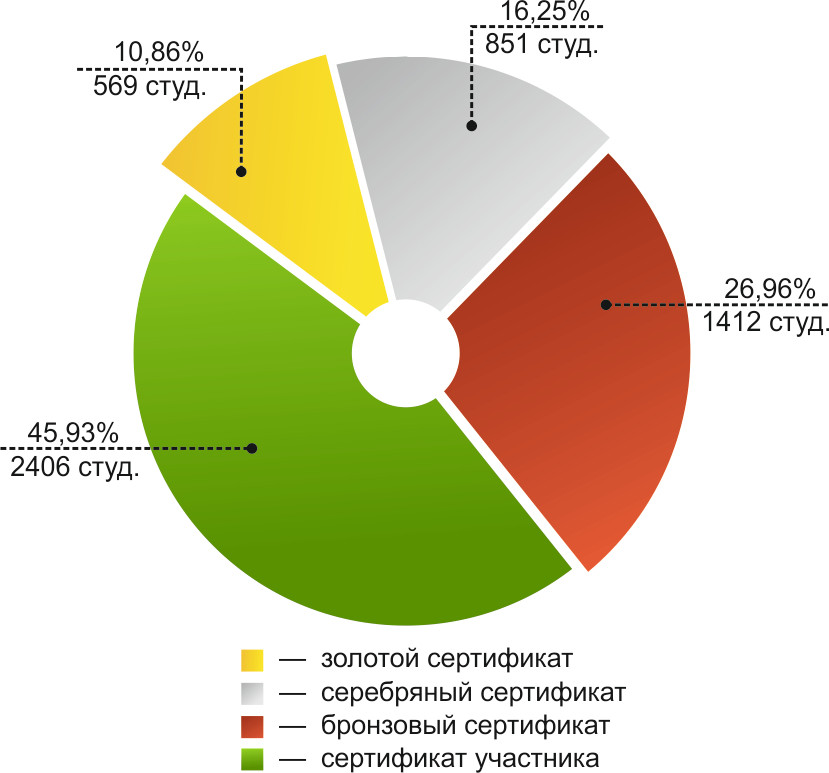 16,25%
851 студ.
10,86%
569 студ.
26,96%
1412 студ.
45,93%
2406 студ.
— золотой сертификат
— серебряный сертификат
— бронзовый сертификат
— сертификат участника